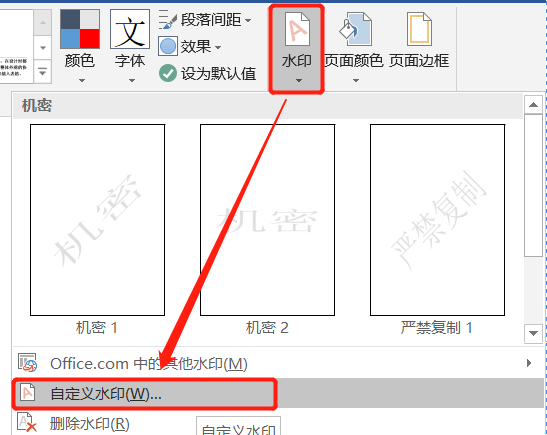 段落间距
效果
设为默认值
颜色
字体
文
A
水印
页面颜色
页面边框
机密
机密
机密
严禁复制
机密 1
机密 2
严禁复制 1
Office.com 中的其他水印(M)
自定义水印(W)...
删除水印(R)
自定义水印